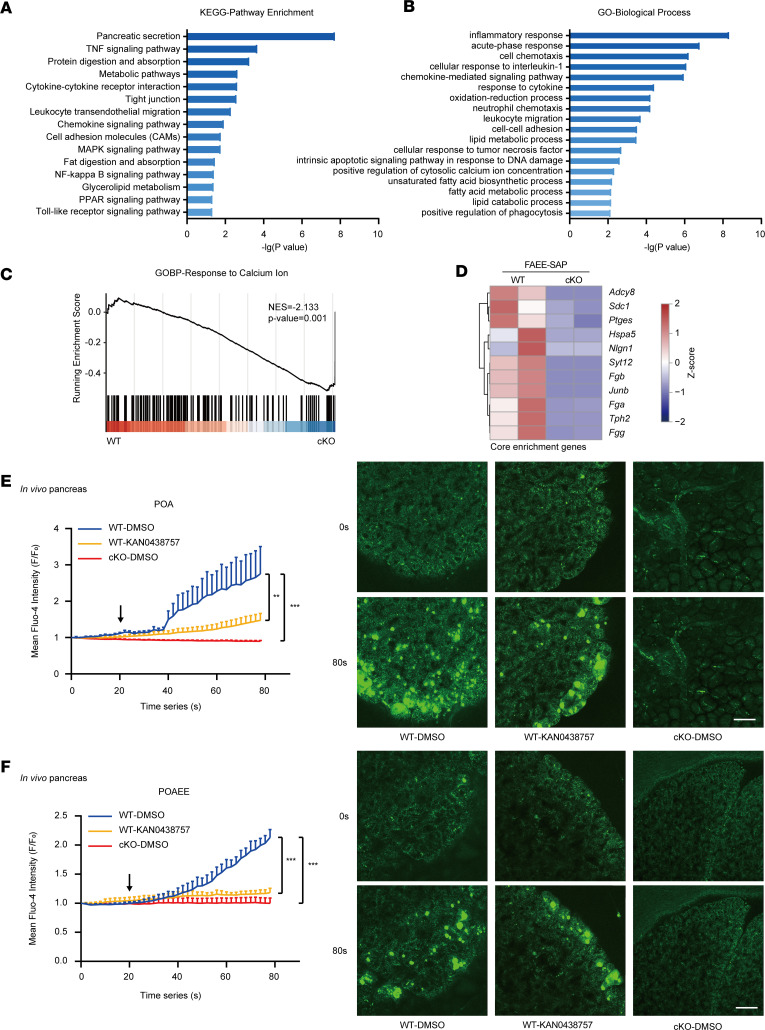 A
KEGG-Pathway Enrichment
Pancreatic secretion
TNF signaling pathway
Protein digestion and absorption
Metabolic pathways
Cytokine-cytokine receptor interaction
Tight junction
Leukocyte transendothelial migration
Chemokine signaling pathway
Cell adhesion molecules (CAMs)
MAPK signaling pathway
Fat digestion and absorption
NF-kappa B signaling pathway
Glycerolipid metabolism
PPAR signaling pathway
Toll-like receptor signaling pathway
0 2 4 6 8 10
-lg(P value)
B
GO-Biological Process
inflammatory response
acute-phase response
cell chemotaxis
cellular response to interleukin-1
chemokine-mediated signaling pathway
response to cytokine
oxidation-reduction process
neutrophil chemotaxis
leukocyte migration
cell-cell adhesion
lipid metabolic process
cellular response to tumor necrosis factor
intrinsic apoptotic signaling pathway in response to DNA damage
positive regulation of cytosolic calcium ion concentration
unsaturated fatty acid biosynthetic process
fatty acid metabolic process
lipid catabolic process
positive regulation of phagocytosis
0 2 4 6 8 10
-lg(P value)
C
GOBP-Response to Calcium Ion
Running Enrichment Score
0.0
-0.2
-0.4
NES=-2.133
p-value=0.001
WT cKO
D
FAEE-SAP
WT cKO
Adcy8
Sdc1
Ptges
Hspa5
Nlgn1
Syt12
Fgb
Junb
Fga
Tph2
Fgg
Core enrichment genes
2
1
0
−1
−2
Z-score
E
In vivo pancreas
POA
WT-DMSO
WT-KAN0438757
cKO-DMSO
Mean Fluo-4 Intensity (F/F₀)
4
3
2
1
0
**
***
0 20 40 60 80
Time series (s)
0s
80s
WT-DMSO WT-KAN0438757 cKO-DMSO
F
In vivo pancreas
POAEE
WT-DMSO
WT-KAN0438757
cKO-DMSO
Mean Fluo-4 Intensity (F/F₀)
2.5
2.0
1.5
1.0
0.5
0.0
***
***
0 20 40 60 80
Time series (s)
0s
80s
WT-DMSO WT-KAN0438757 cKO-DMSO